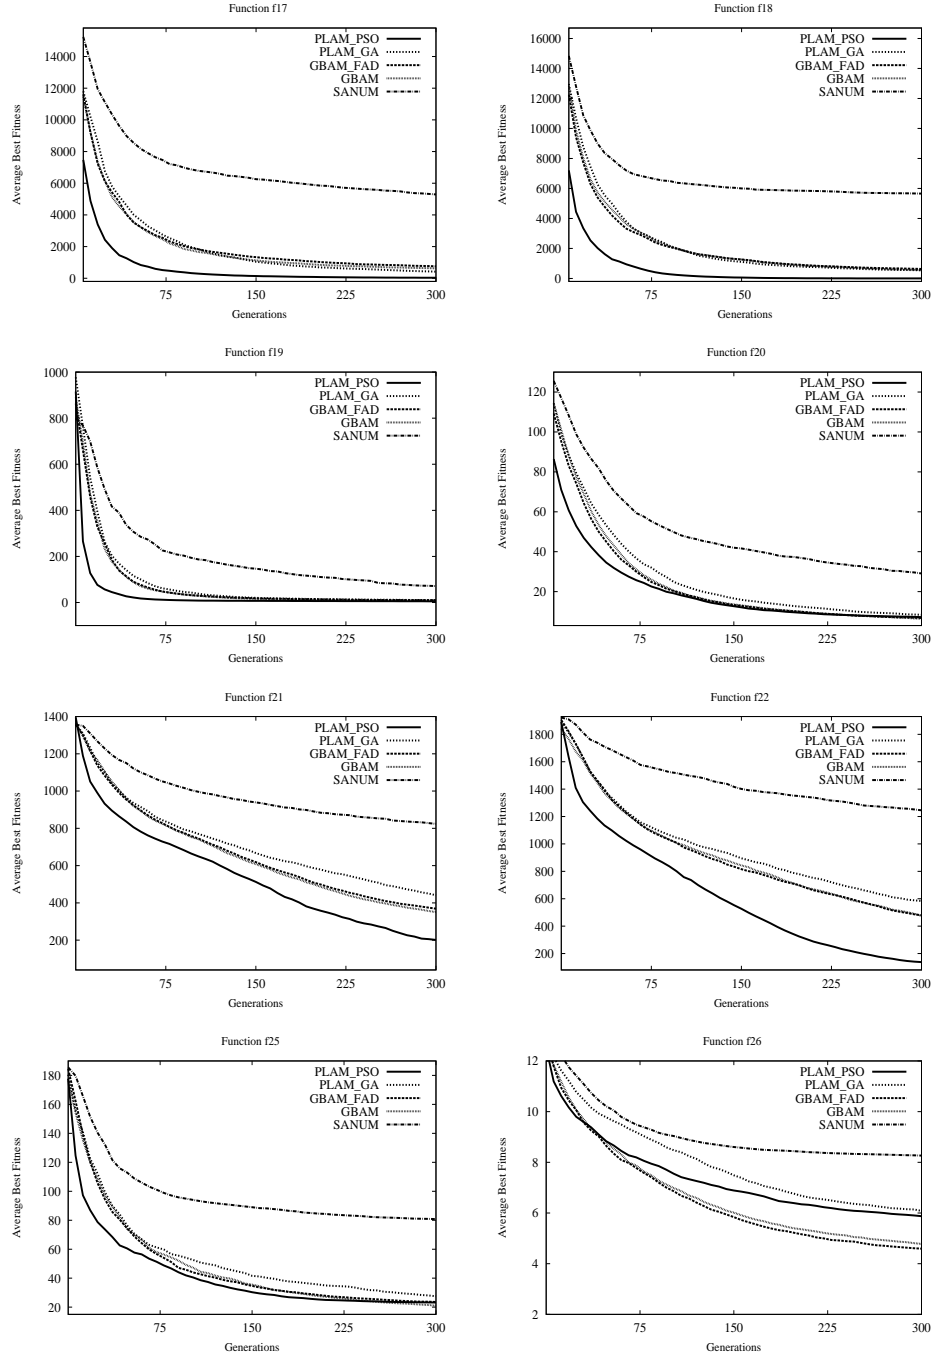 Function f17
Average Best Fitness
14000
12000
10000
8000
6000
4000
2000
0
PLAM_PSO
PLAM_GA
GBAM_FAD
GBAM
SANUM
75 150 225 300
Generations
Function f18
Average Best Fitness
16000
14000
12000
10000
8000
6000
4000
2000
0
PLAM_PSO
PLAM_GA
GBAM_FAD
GBAM
SANUM
75 150 225 300
Generations
Function f19
Average Best Fitness
1000
800
600
400
200
0
PLAM_PSO
PLAM_GA
GBAM_FAD
GBAM
SANUM
75 150 225 300
Generations
Function f20
Average Best Fitness
120
100
80
60
40
20
PLAM_PSO
PLAM_GA
GBAM_FAD
GBAM
SANUM
75 150 225 300
Generations
Function f21
Average Best Fitness
1400
1200
1000
800
600
400
200
PLAM_PSO
PLAM_GA
GBAM_FAD
GBAM
SANUM
75 150 225 300
Generations
Function f22
Average Best Fitness
1800
1600
1400
1200
1000
800
600
400
200
PLAM_PSO
PLAM_GA
GBAM_FAD
GBAM
SANUM
75 150 225 300
Generations
Function f25
Average Best Fitness
180
160
140
120
100
80
60
40
20
PLAM_PSO
PLAM_GA
GBAM_FAD
GBAM
SANUM
75 150 225 300
Generations
Function f26
Average Best Fitness
12
10
8
6
4
2
PLAM_PSO
PLAM_GA
GBAM_FAD
GBAM
SANUM
75 150 225 300
Generations